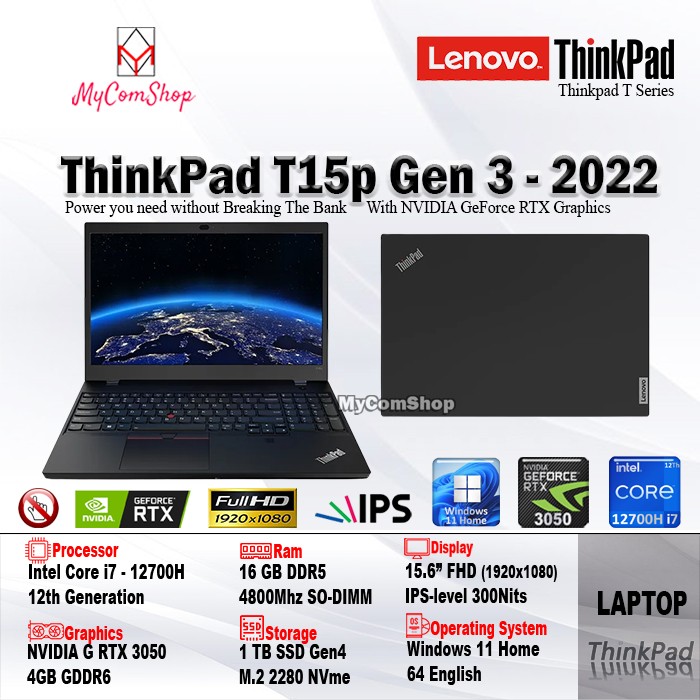 MyComShop
Lenovo ThinkPad
Thinkpad T Series
ThinkPad T15p Gen 3 - 2022
Power you need without Breaking The Bank With NVIDIA GeForce RTX Graphics
ThinkPad
Lenovo
MyComShop
ThinkPad
NVIDIA GEFORCE RTX
Full HD
1920x1080
IPS
Windows
11 Home
NVIDIA
GEFORCE
RTX
3050
intel. 12Th
CORE
12700H i7
Processor
Intel Core i7 - 12700H
12th Generation
Ram
16 GB DDR5
4800Mhz SO-DIMM
Display
15.6” FHD (1920x1080)
IPS-level 300Nits
Graphics
NVIDIA G RTX 3050
4GB GDDR6
SSD
Storage
1 TB SSD Gen4
M.2 2280 NVme
OS
Operating System
Windows 11 Home
64 English
LAPTOP
ThinkPad